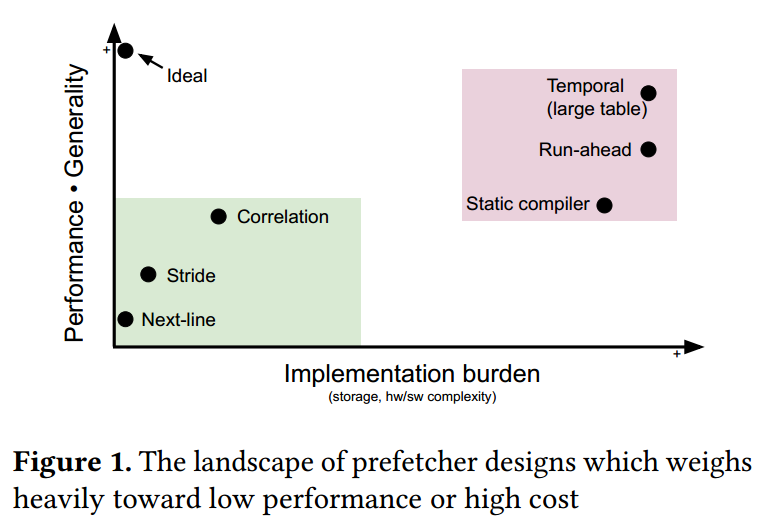 Performance • Generality
+
Ideal
Temporal
(large table)
Run-ahead
Static compiler
Correlation
Stride
Next-line
+
Implementation burden
(storage, hw/sw complexity)
Figure 1. The landscape of prefetcher designs which weighs
heavily toward low performance or high cost